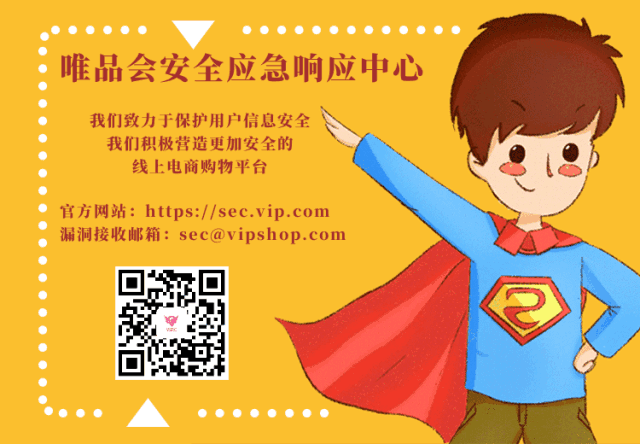 唯品会安全应急响应中心
我们致力于保护用户信息安全
我们积极营造更加安全的
线上电商购物平台
官方网站：https://sec.vip.com
漏洞接收邮箱：sec@vipshop.com